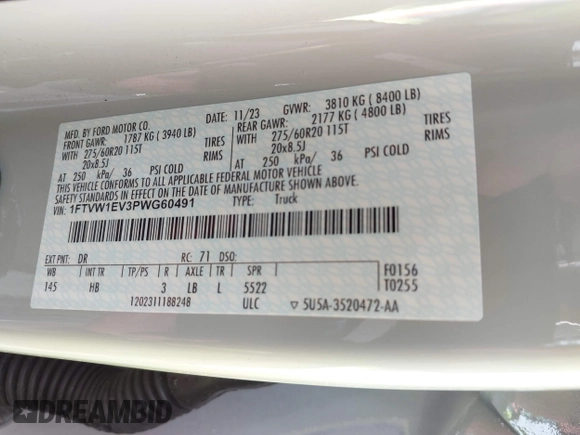 MFD. BY FORD MOTOR CO.
DATE: 11/23 GVWR: 3810 KG ( 8400 LB)
FRONT GAWR: 1787 KG ( 3940 LB)
REAR GAWR: 2177 KG ( 4800 LB)
WITH 275/60R20 115T TIRES
WITH 275/60R20 115T TIRES
20x8.5J RIMS
20x8.5J RIMS
AT 250 kPa/ 36 PSI COLD
AT 250 kPa/ 36 PSI COLD
THIS VEHICLE CONFORMS TO ALL APPLICABLE FEDERAL MOTOR VEHICLE
SAFETY STANDARDS IN EFFECT ON THE DATE OF MANUFACTURE SHOWN ABOVE.
VIN: 1FTVW1EV3PWG60491
TYPE: Truck
EXT PNT: DR RC: 71 DSO:
WB INT TR TP/PS R AXLE TR SPR F0156
145 HB 3 LB L 5522 T0255
1202311188248 ULC ▽ 5U5A-3520472-AA
DREAMBID